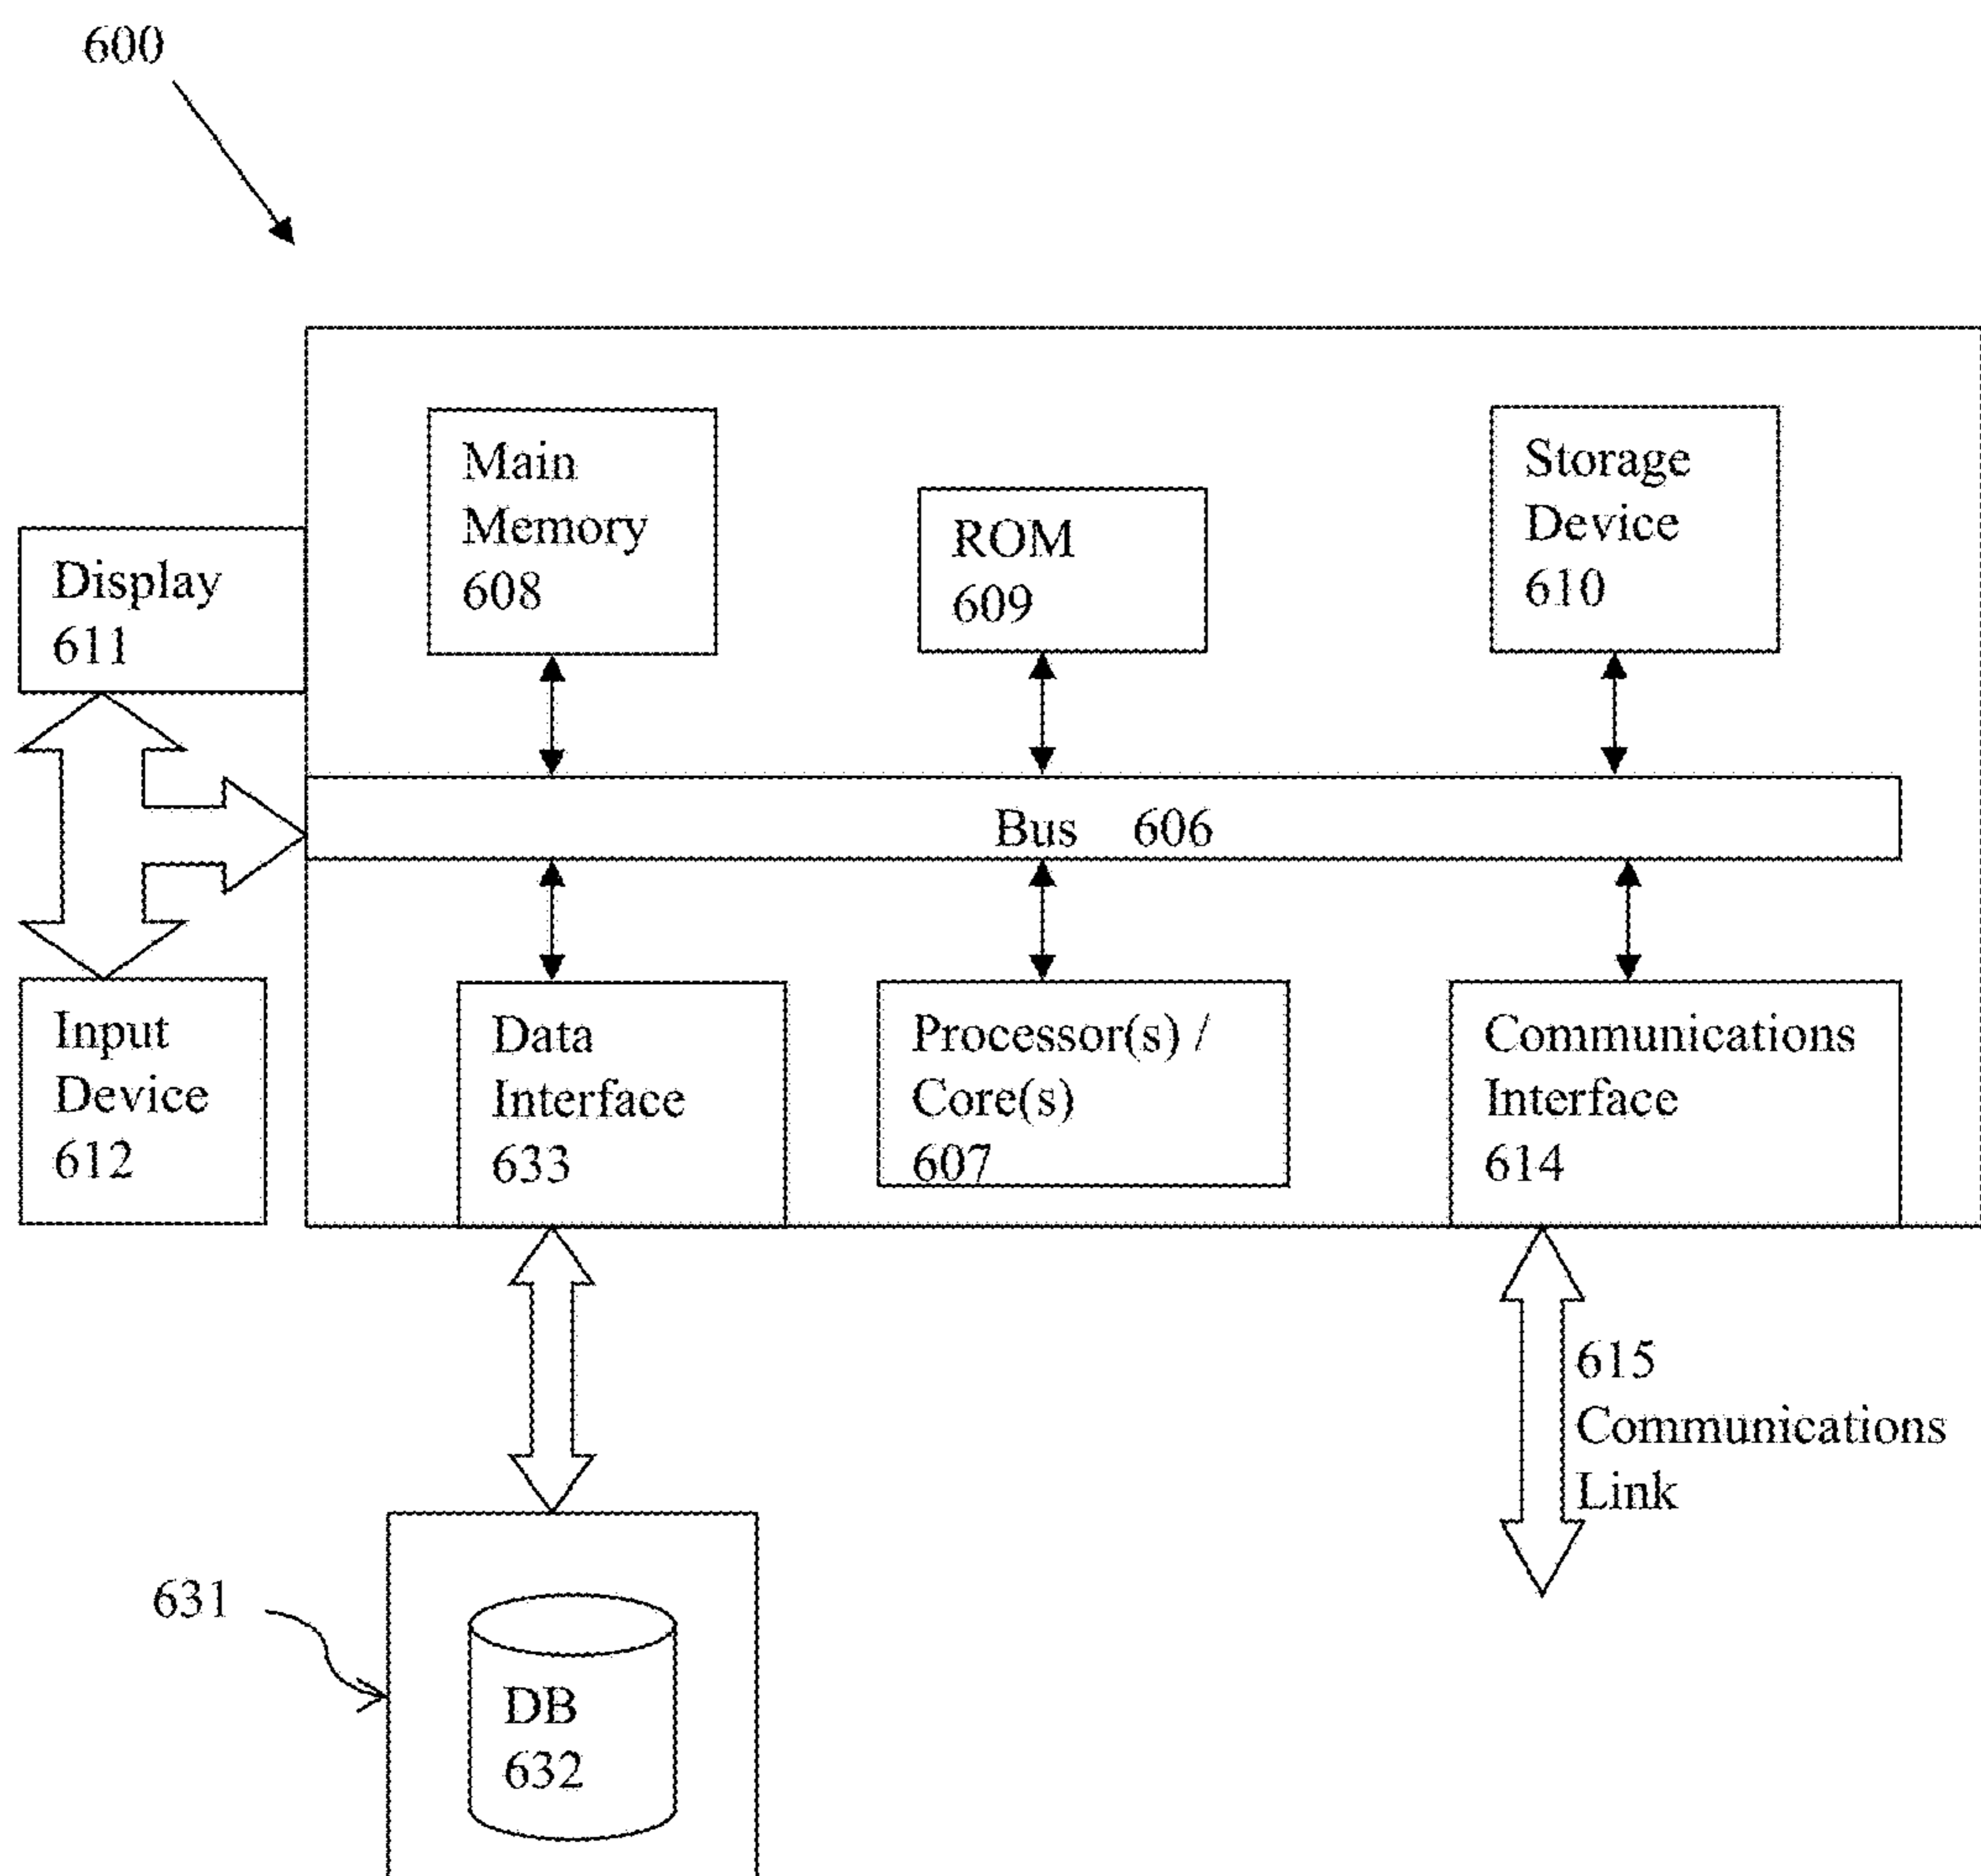 600
Main
Memory
608
ROM
609
Storage
Device
610
Display
611
Bus 606
Input
Device
612
Data
Interface
633
Processor(s) /
Core(s)
607
Communications
Interface
614
615
Communications
Link
631
DB
632